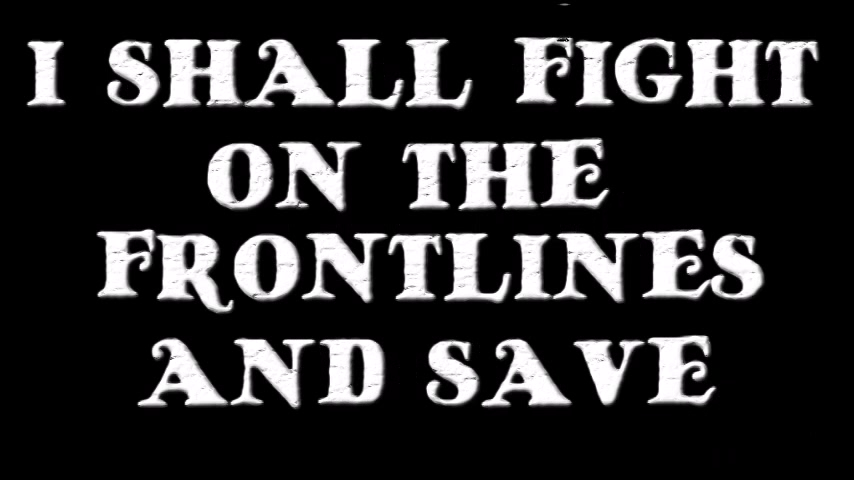 I SHALL FIGHT
ON THE
FRONTLINES
AND SAVE